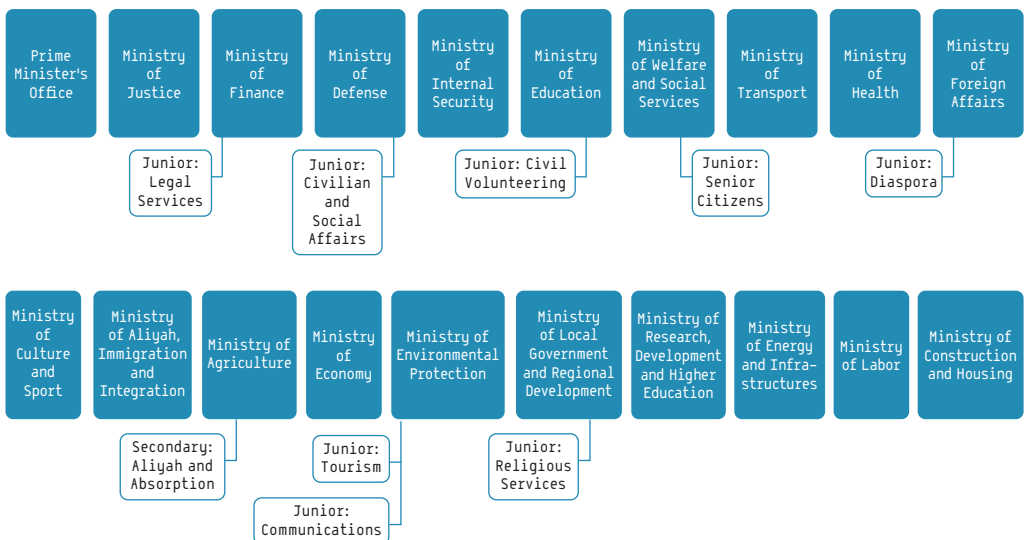 Prime
Minister's
Office
Ministry
of
Justice
Ministry
of
Finance
Ministry
of
Defense
Ministry
of
Internal
Security
Ministry
of
Education
Ministry
of Welfare
and Social
Services
Ministry
of
Transport
Ministry
of
Health
Ministry
of
Foreign
Affairs
Junior:
Legal
Services
Junior:
Civilian
and
Social
Affairs
Junior: Civil
Volunteering
Junior:
Senior
Citizens
Junior:
Diaspora
Ministry
of
Culture
and
Sport
Ministry
of Aliyah,
Immigration
and
Integration
Ministry of
Agriculture
Ministry
of
Economy
Ministry of
Environmental
Protection
Ministry
of Local
Government
and Regional
Development
Ministry of
Research,
Development
and Higher
Education
Ministry
of Energy
and Infra-
structures
Ministry
of Labor
Ministry of
Construction
and Housing
Secondary:
Aliyah and
Absorption
Junior:
Tourism
Junior:
Communications
Junior:
Religious
Services